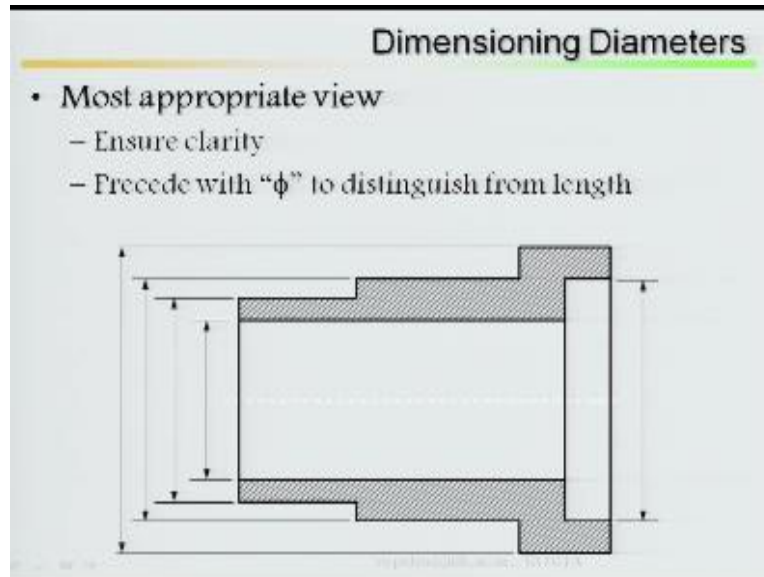 Dimensioning Diameters
• Most appropriate view
– Ensure clarity
– Precede with “ϕ” to distinguish from length